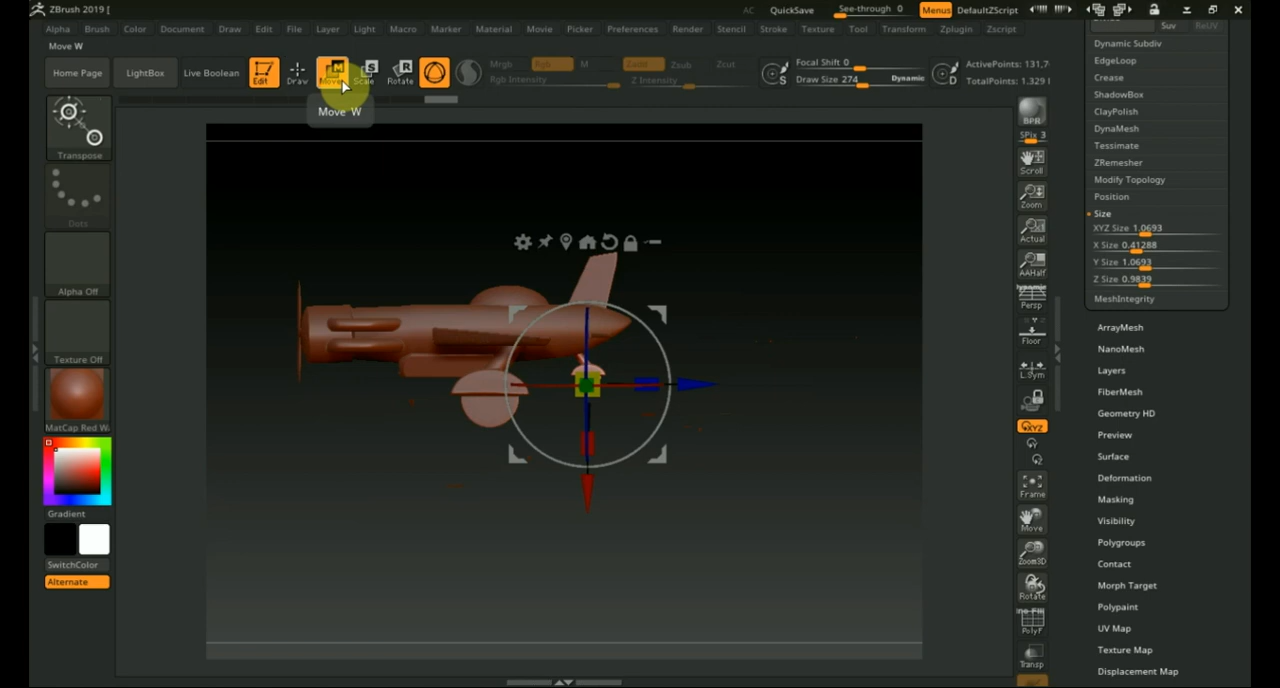 ZBrush 2019 [
AC QuickSave See-through 0 Menus DefaultZScript
Alpha Brush Color Document Draw Edit File Layer Light Macro Marker Material Movie Picker Preferences Render Stencil Stroke Texture Tool Transform Zplugin Zscript
Move W
Home Page LightBox Live Boolean Edit Draw Move Scale Rotate
Mrgb Rgb M Zadd Zsub Zcut
Rgb Intensity Z Intensity
Focal Shift 0
Draw Size 274 Dynamic
ActivePoints: 131,7
TotalPoints: 1.329 
Move W
Transpose
Dots
Alpha Off
Texture Off
MatCap Red W
Gradient
SwitchColor
Alternate
BPR
SPix 3
Scroll
Zoom
Actual
AAHalf
Dynamic
Persp
Floor
L.Sym
XYZ
Frame
Move
Zoom3D
Rotate
Line Fill
PolyF
Transp
Suv RelUV
Dynamic Subdiv
EdgeLoop
Crease
ShadowBox
ClayPolish
DynaMesh
Tessimate
ZRemesher
Modify Topology
Position
Size
XYZ Size 1.0693
X Size 0.41288
Y Size 1.0693
Z Size 0.9839
MeshIntegrity
ArrayMesh
NanoMesh
Layers
FiberMesh
Geometry HD
Preview
Surface
Deformation
Masking
Visibility
Polygroups
Contact
Morph Target
Polypaint
UV Map
Texture Map
Displacement Map